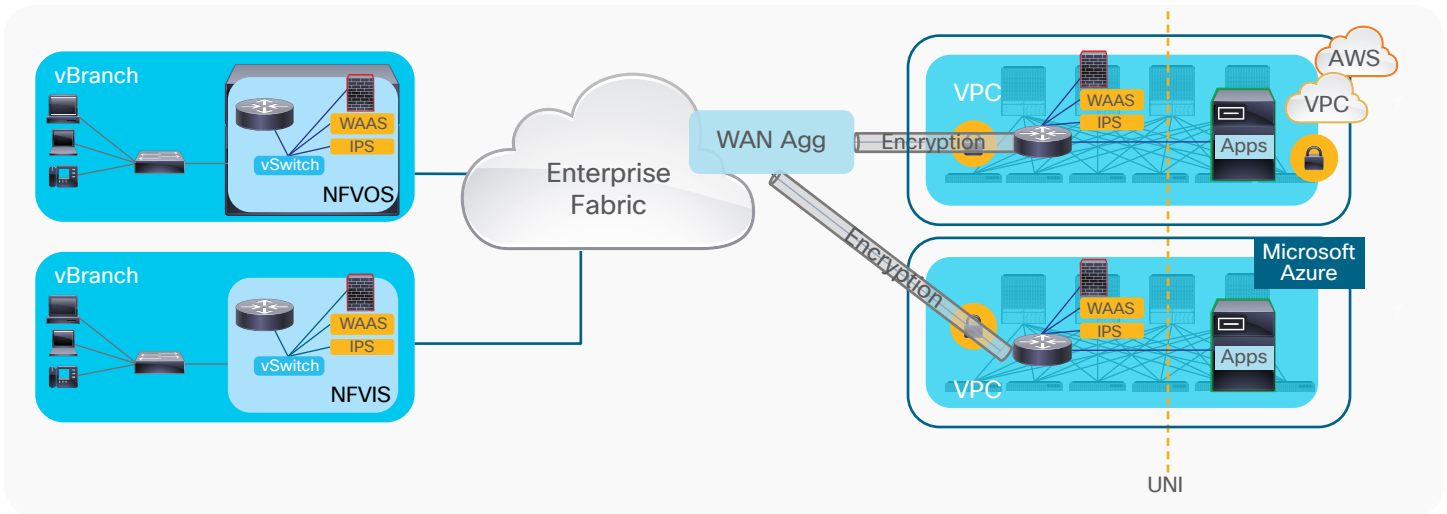 vBranch
WAAS
IPS
vSwitch
NFVOS
vBranch
WAAS
IPS
vSwitch
NFVIS
Enterprise
Fabric
WAN Agg
Encryption
Encryption
VPC
WAAS
IPS
Apps
AWS
VPC
Microsoft
Azure
WAAS
IPS
Apps
VPC
UNI